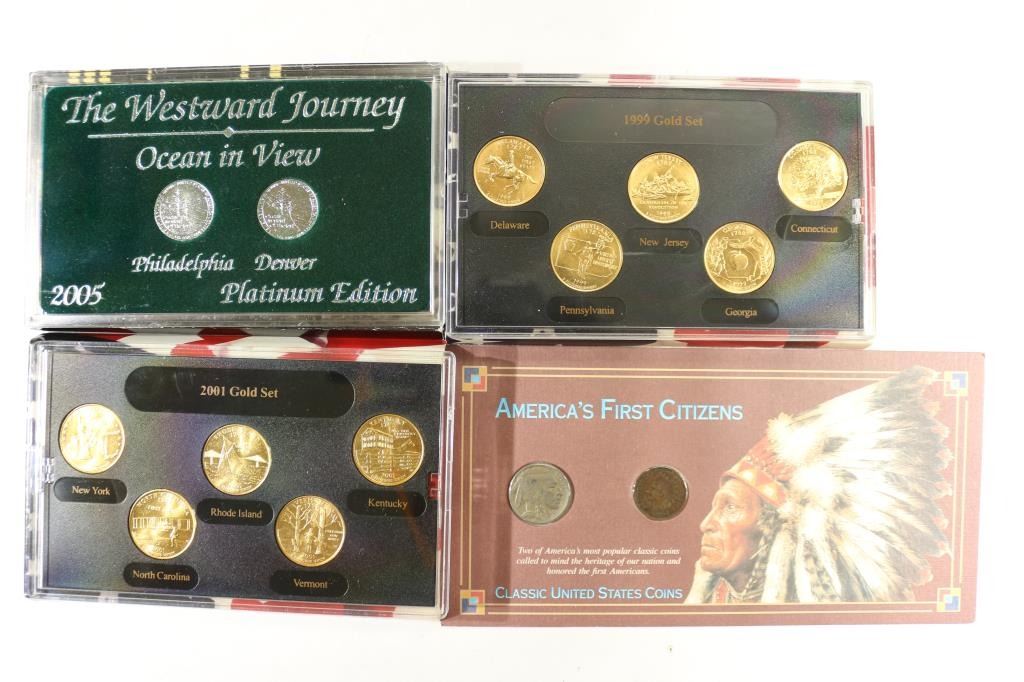 The Westward Journey
Ocean in View
Philadelphia Denver
2005 Platinum Edition
1999 Gold Set
Delaware
New Jersey
Connecticut
Pennsylvania
Georgia
2001 Gold Set
New York
Rhode Island
Kentucky
North Carolina
Vermont
AMERICA'S FIRST CITIZENS
Two of America's most popular classic coins
called to mind the heritage of our nation and
honored the first Americans.
CLASSIC UNITED STATES COINS